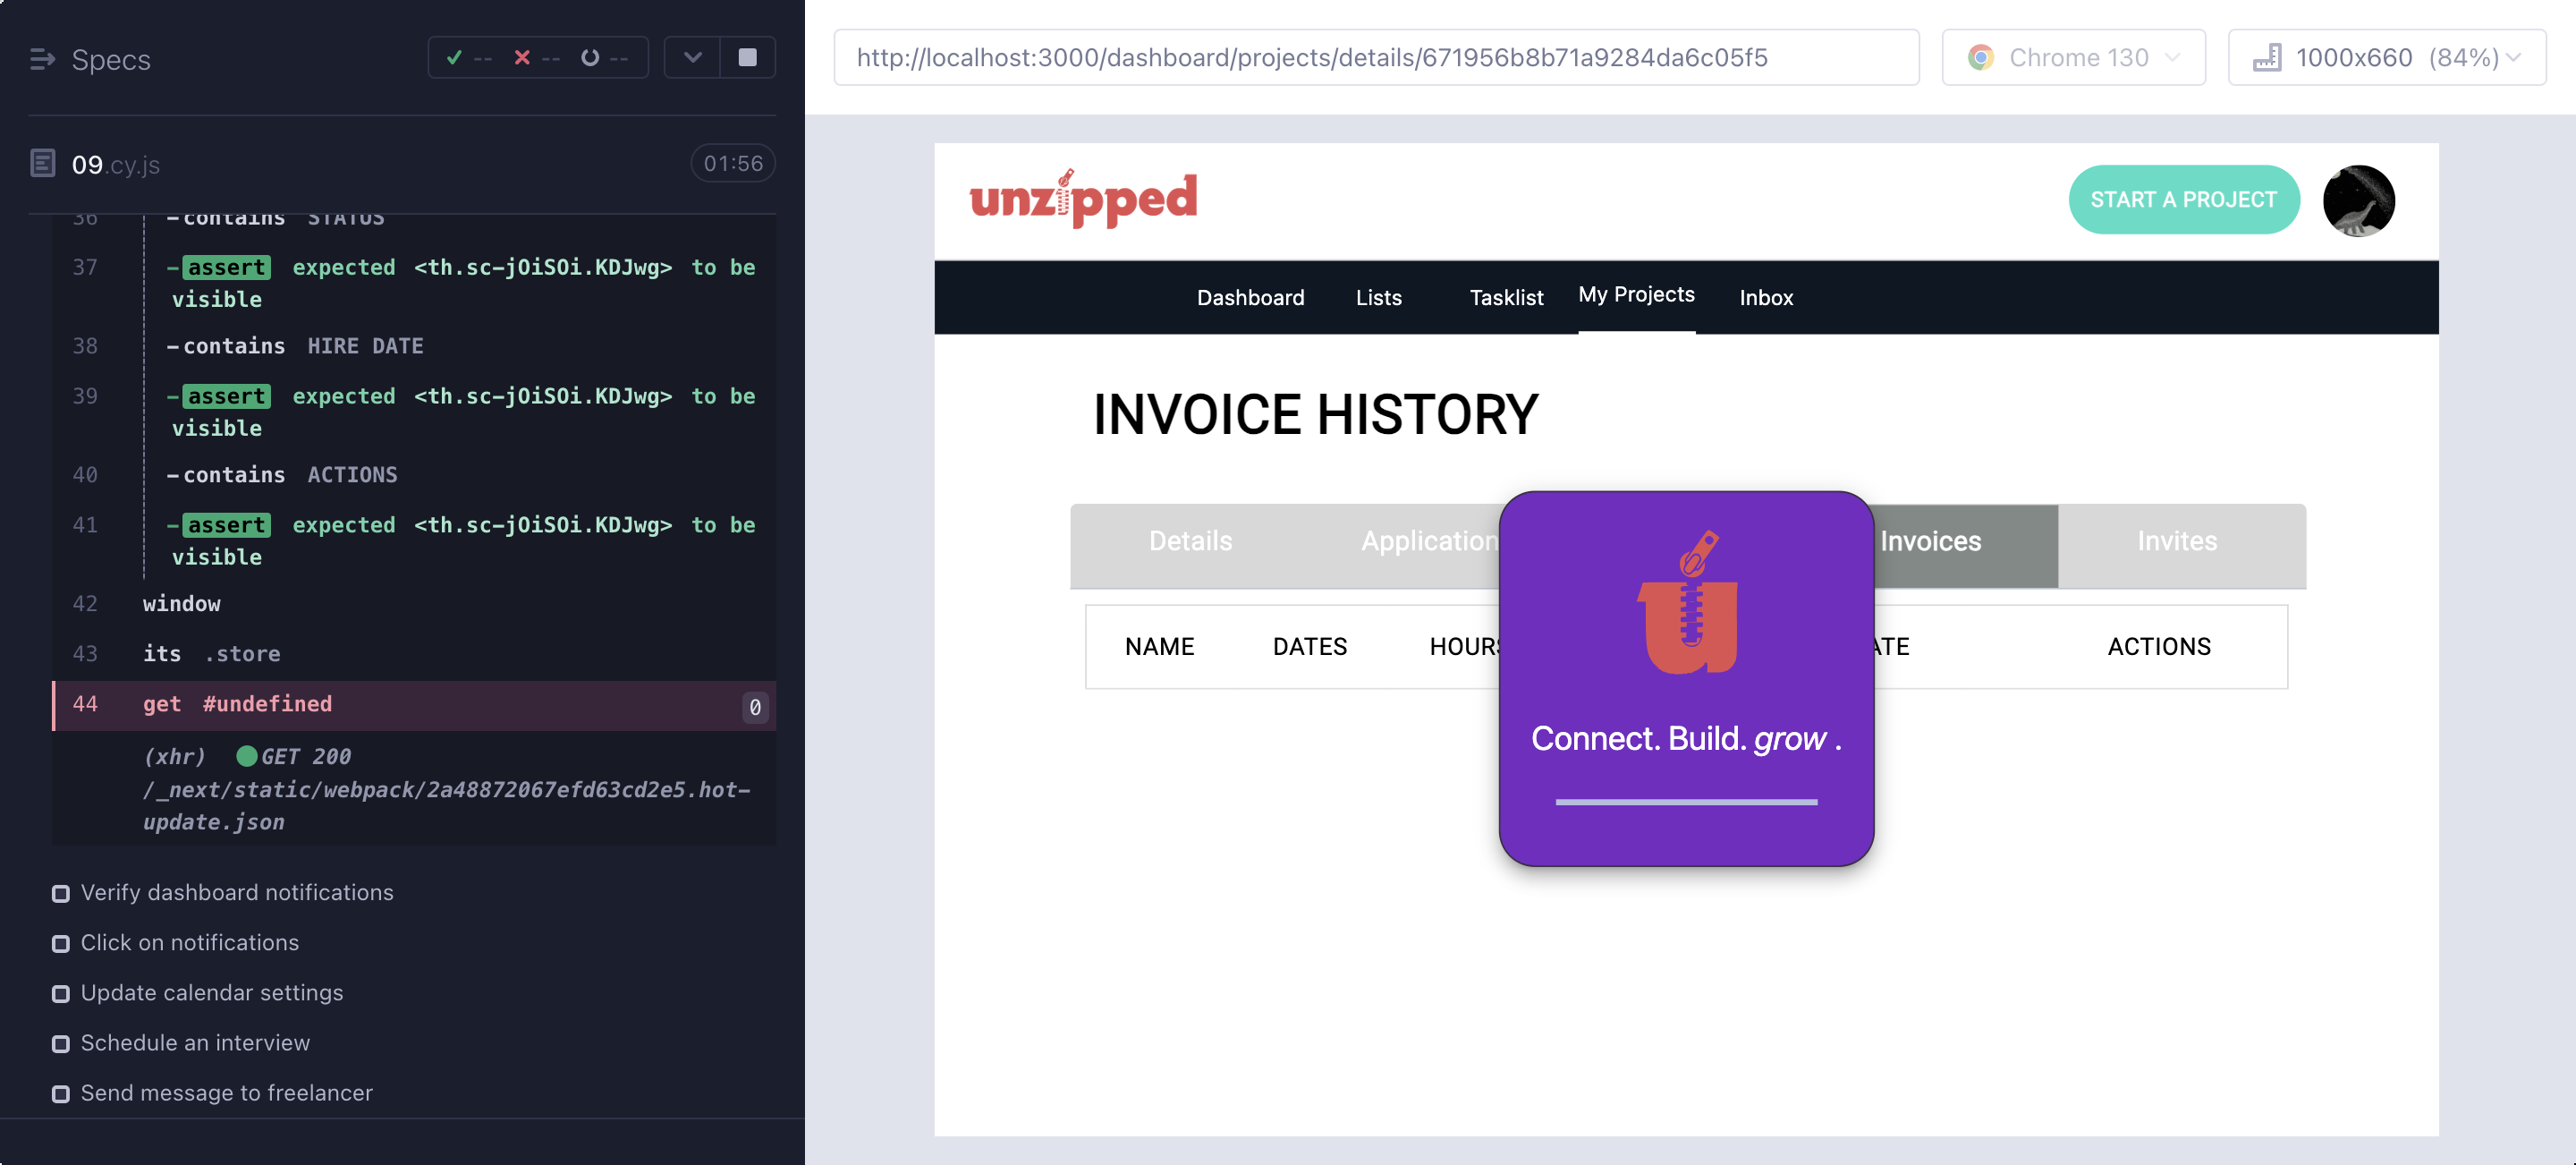 Specs
-- -- --
09.cy.js
01:56
36 -contains STATUS
37 -assert expected <th.sc-jOiSOi.KDJwg> to be
visible
38 -contains HIRE DATE
39 -assert expected <th.sc-jOiSOi.KDJwg> to be
visible
40 -contains ACTIONS
41 -assert expected <th.sc-jOiSOi.KDJwg> to be
visible
42 window
43 its .store
44 get #undefined 0
(xhr) GET 200
/_next/static/webpack/2a48872067efd63cd2e5.hot-
update.json
Verify dashboard notifications
Click on notifications
Update calendar settings
Schedule an interview
Send message to freelancer
http://localhost:3000/dashboard/projects/details/671956b8b71a9284da6c05f5
Chrome 130
1000x660 (84%)
unzipped
START A PROJECT
Dashboard Lists Tasklist My Projects Inbox
INVOICE HISTORY
Details Application Invoices Invites
NAME DATES HOURS ATE ACTIONS
u
Connect. Build. grow .